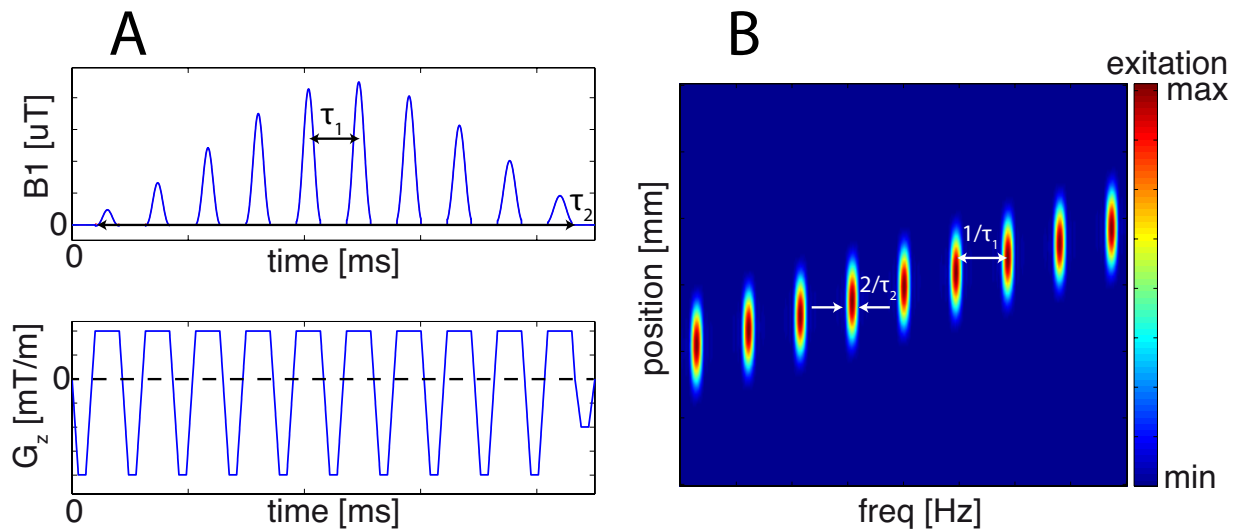 A
B1 [uT]
0
τ1
τ2
0
time [ms]
Gz [mT/m]
0
0
time [ms]
B
exitation
max
min
position [mm]
1/τ1
2/τ2
freq [Hz]